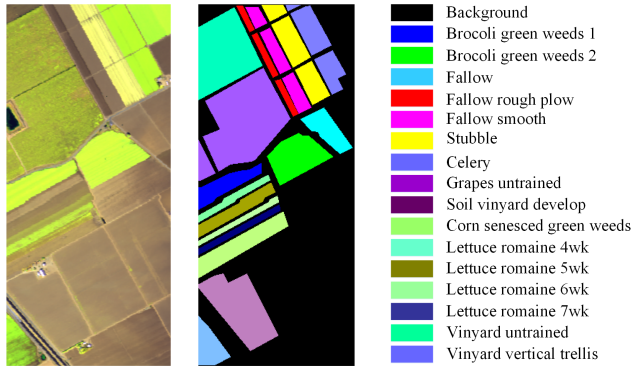 Background
Brocoli green weeds 1
Brocoli green weeds 2
Fallow
Fallow rough plow
Fallow smooth
Stubble
Celery
Grapes untrained
Soil vinyard develop
Corn senesced green weeds
Lettuce romaine 4wk
Lettuce romaine 5wk
Lettuce romaine 6wk
Lettuce romaine 7wk
Vinyard untrained
Vinyard vertical trellis